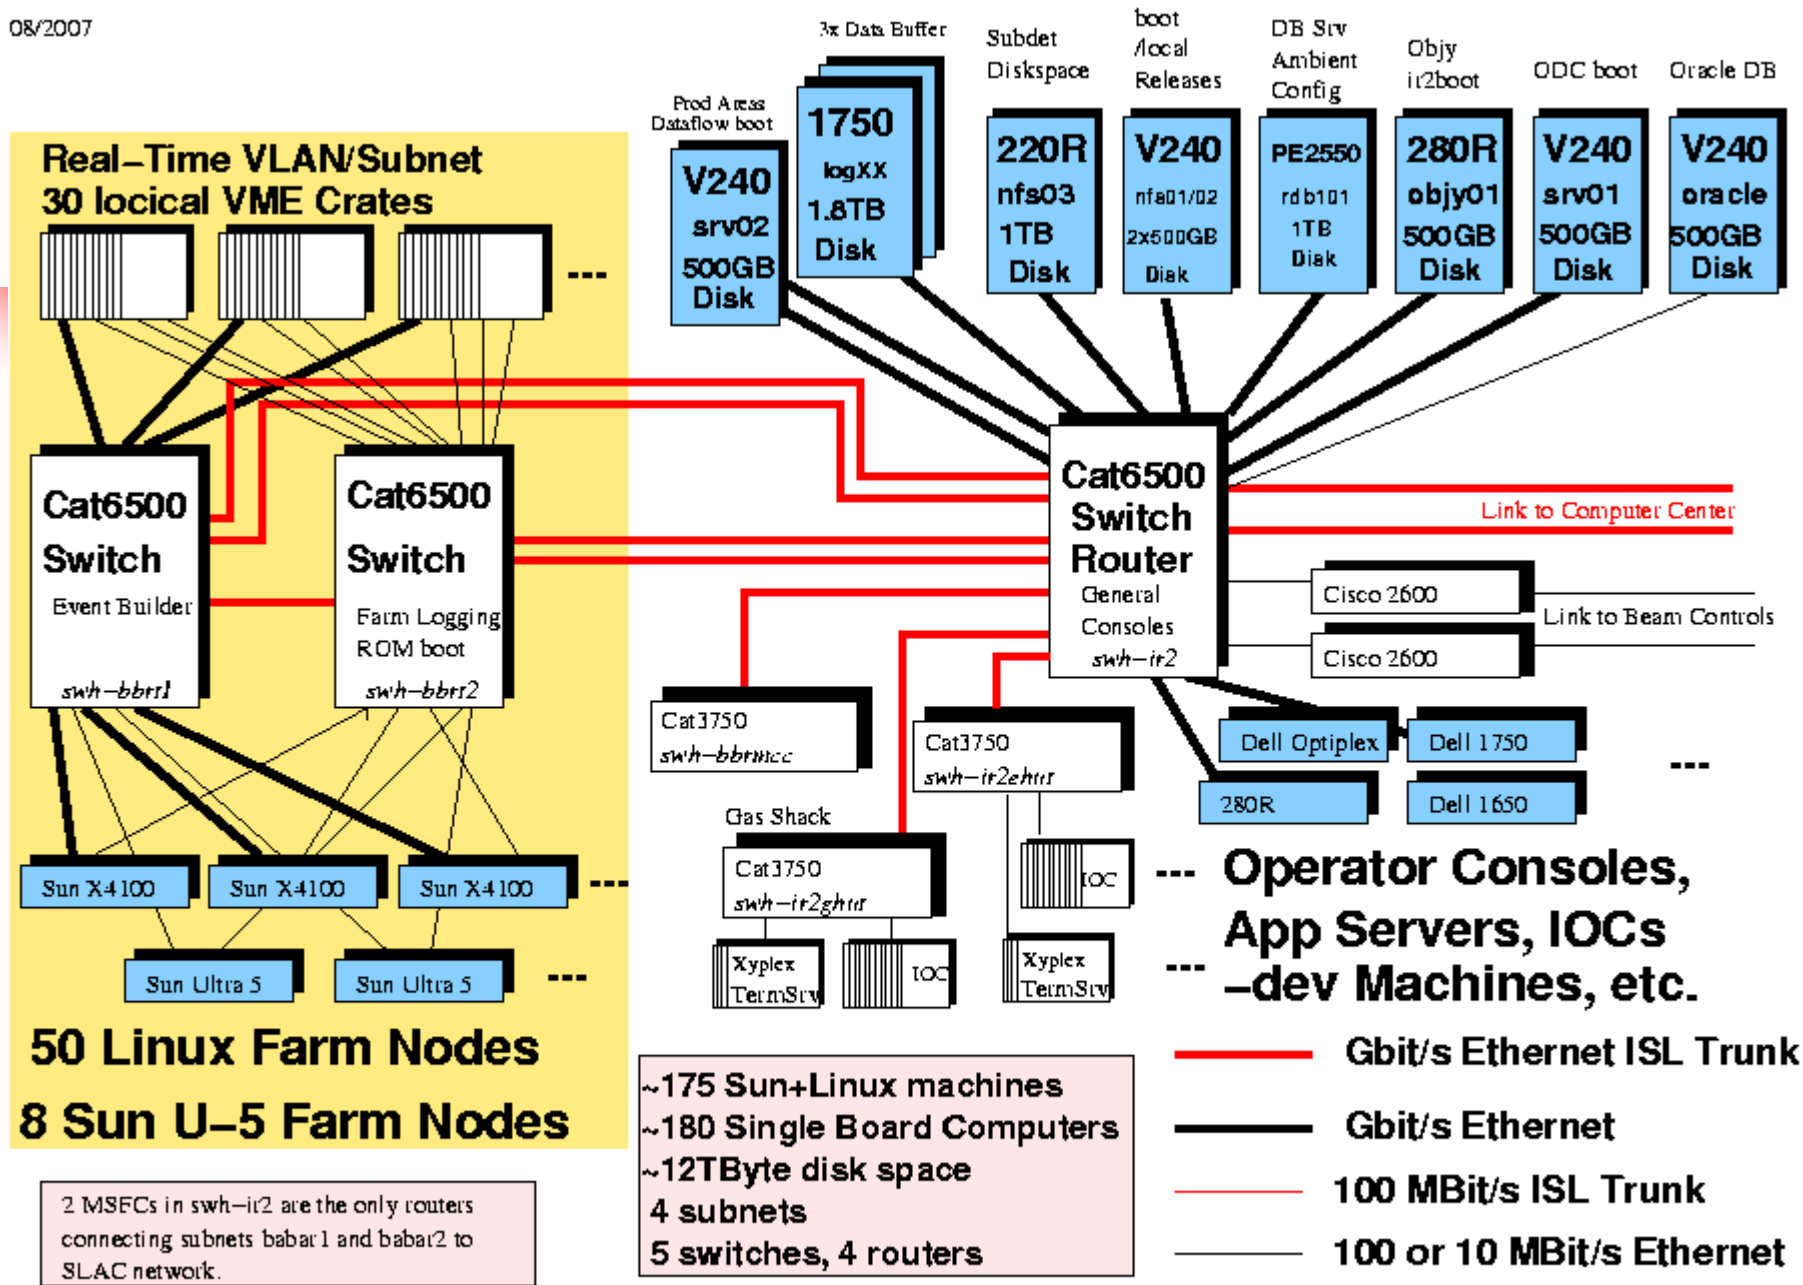 08/2007
3x Data Buffer
Subdet
Diskspace
boot
/local
Releases
DB Srv
Ambient
Config
Objy
ir2boot
ODC boot
Oracle DB
Prod Areas
Dataflow boot
V240
srv02
500GB
Disk
1750
logXX
1.8TB
Disk
220R
nfs03
1TB
Disk
V240
nfs01/02
2x500GB
Disk
PE2550
rdb101
1TB
Disk
280R
objy01
500GB
Disk
V240
srv01
500GB
Disk
V240
oracle
500GB
Disk
Real-Time VLAN/Subnet
30 locical VME Crates
---
Cat6500
Switch
Event Builder
swh-bbrr1
Cat6500
Switch
Farm Logging
ROM boot
swh-bbrr2
Cat6500
Switch
Router
General
Consoles
swh-ir2
Link to Computer Center
Cisco 2600
Link to Beam Controls
Cisco 2600
Cat3750
swh-bbrmcc
Cat3750
Dell Optiplex
Dell 1750
280R
Dell 1650
---
Gas Shack
Cat3750
IOC
---
Xyplex
TermSrv
IOC
Xyplex
TermSrv
---
Operator Consoles,
App Servers, IOCs
-dev Machines, etc.
Sun X4100
Sun X4100
Sun X4100
---
Sun Ultra 5
Sun Ultra 5
---
50 Linux Farm Nodes
8 Sun U-5 Farm Nodes
2 MSFCs in swh-ir2 are the only routers
connecting subnets babar1 and babar2 to
SLAC network.
~175 Sun+Linux machines
~180 Single Board Computers
~12TByte disk space
4 subnets
5 switches, 4 routers
Gbit/s Ethernet ISL Trunk
Gbit/s Ethernet
100 MBit/s ISL Trunk
100 or 10 MBit/s Ethernet